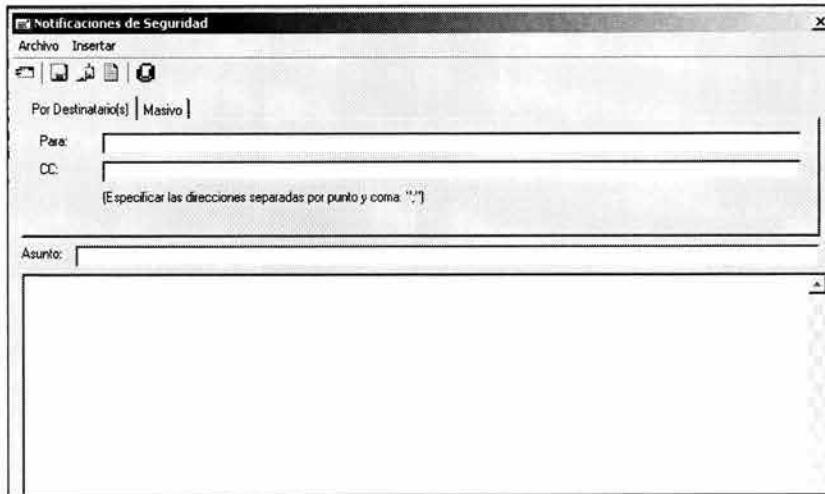 Notificaciones de Seguridad
Archivo Insertar
Por Destinatario(s) Masivo
Para:
CC:
(Especificar las direcciones separadas por punto y coma: ";")
Asunto: